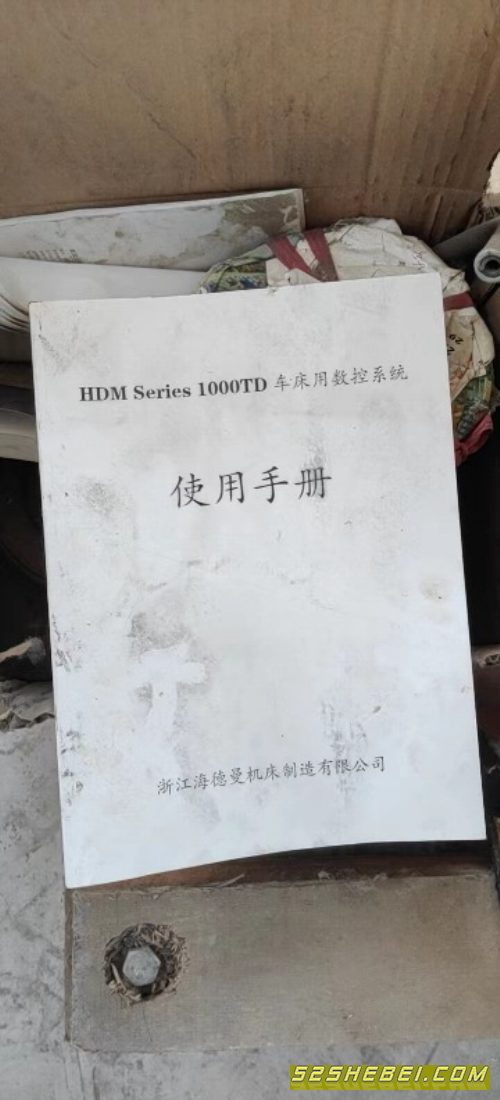 HDM Series 1000TD 车床用数控系统
使用手册
浙江海德曼机床制造有限公司
52SHEBEI.COM